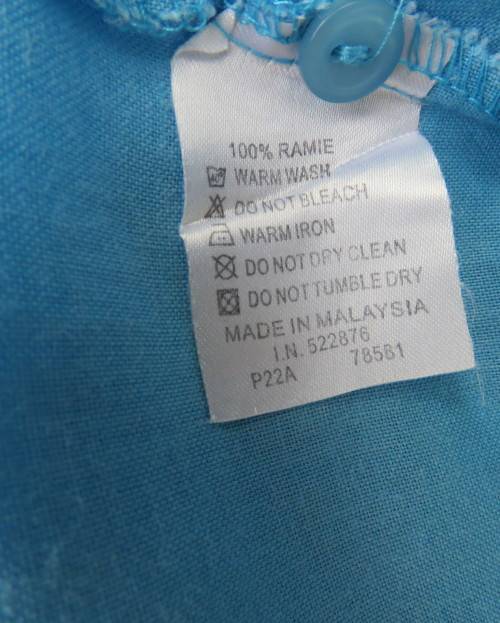 100% RAMIE
WARM WASH
DO NOT BLEACH
WARM IRON
DO NOT DRY CLEAN
DO NOT TUMBLE DRY
MADE IN MALAYSIA
I.N. 522876
P22A 78581